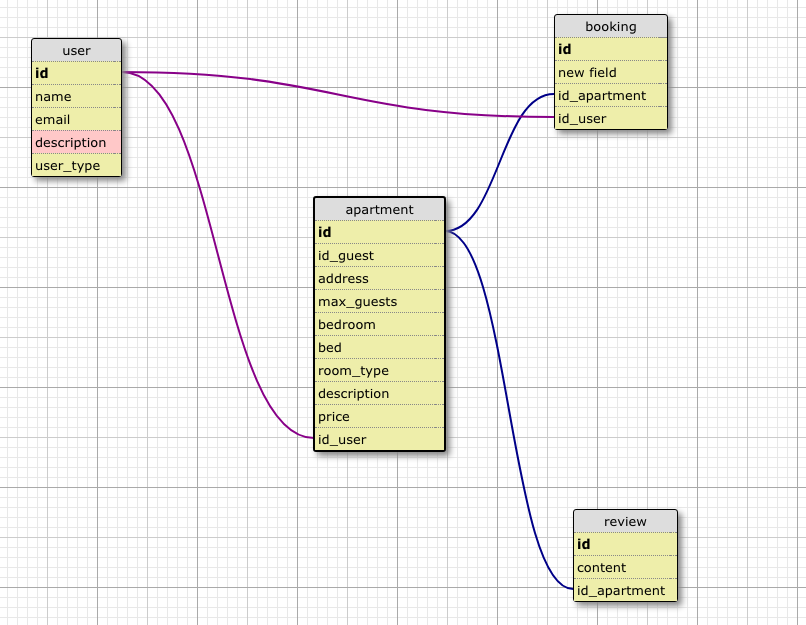 user
id
name
email
description
user_type
booking
id
new field
id_apartment
id_user
apartment
id
id_guest
address
max_guests
bedroom
bed
room_type
description
price
id_user
review
id
content
id_apartment